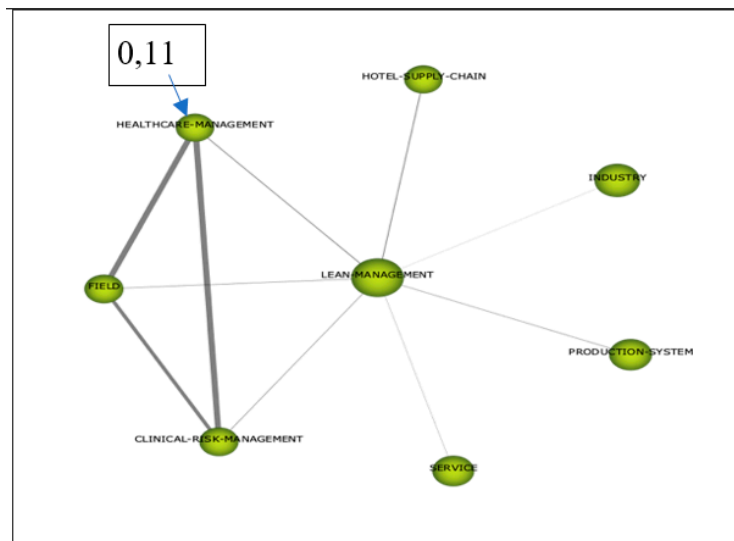 0,11
HOTEL-SUPPLY-CHAIN
HEALTHCARE-MANAGEMENT
INDUSTRY
LEAN-MANAGEMENT
FIELD
PRODUCTION-SYSTEM
CLINICAL-RISK-MANAGEMENT
SERVICE